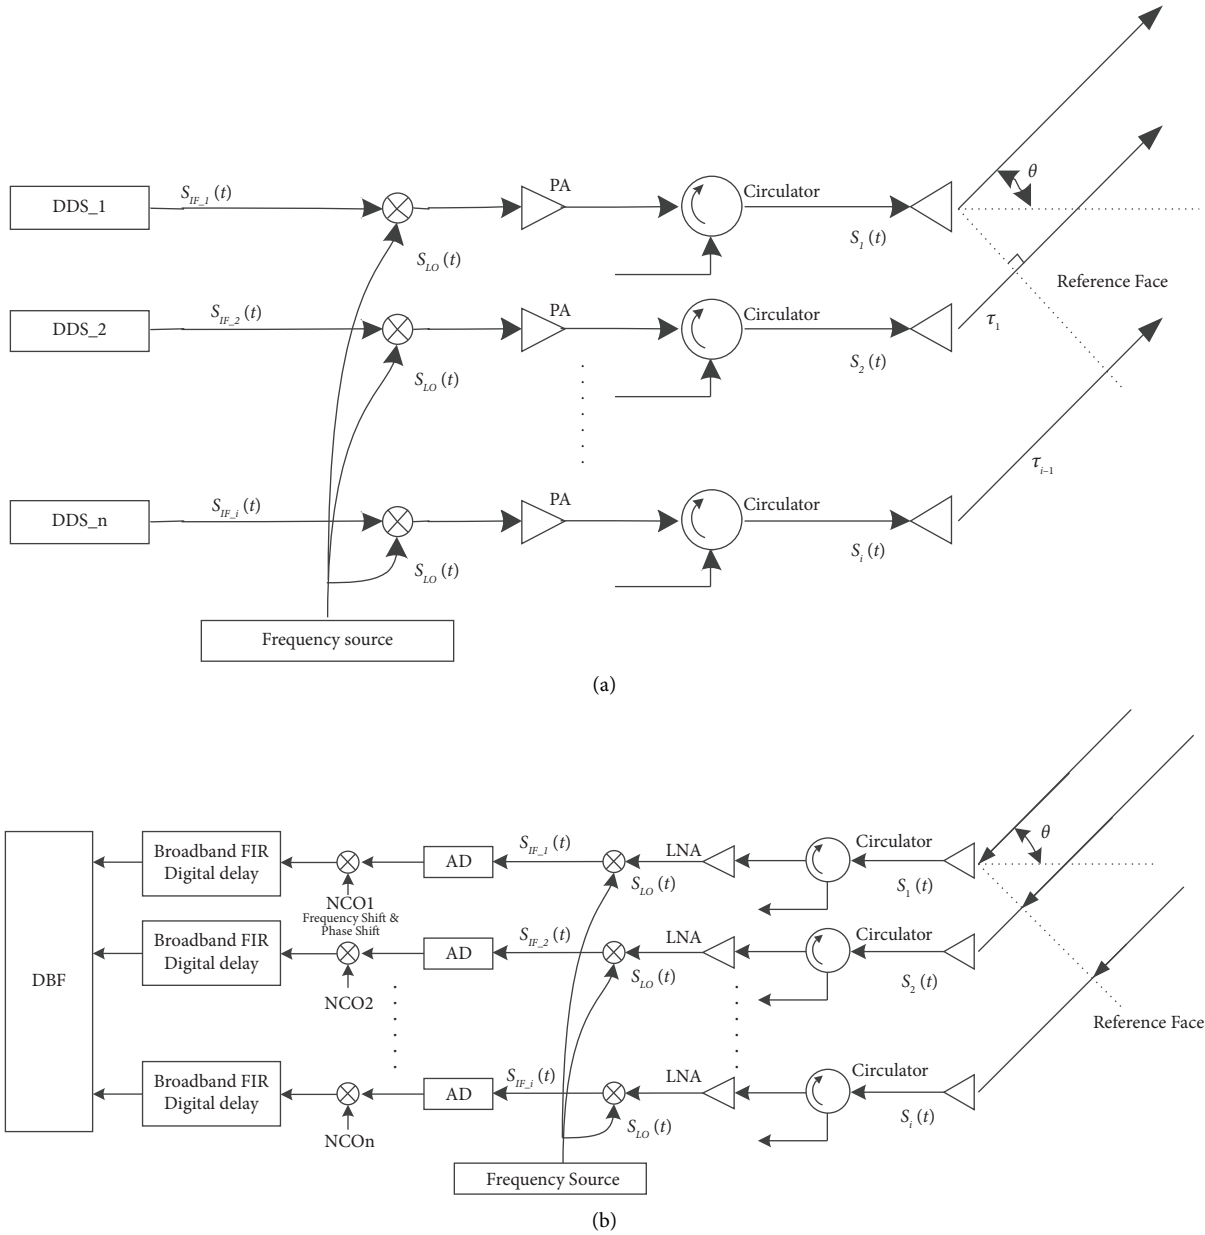 DDS_1
S_IF_1 (t)
S_LO (t)
PA
Circulator
S_1 (t)
θ
Reference Face
DDS_2
S_IF_2 (t)
S_LO (t)
PA
Circulator
S_2 (t)
τ_1
DDS_n
S_IF_i (t)
S_LO (t)
PA
Circulator
S_i (t)
τ_i–1
Frequency source
(a)
DBF
Broadband FIR
Digital delay
NCO1
Frequency Shift &
Phase Shift
AD
S_IF_1 (t)
S_LO (t)
LNA
Circulator
S_1 (t)
θ
Broadband FIR
Digital delay
NCO2
AD
S_IF_2 (t)
S_LO (t)
LNA
Circulator
S_2 (t)
Reference Face
Broadband FIR
Digital delay
NCOn
AD
S_IF_i (t)
S_LO (t)
LNA
Circulator
S_i (t)
Frequency Source
(b)